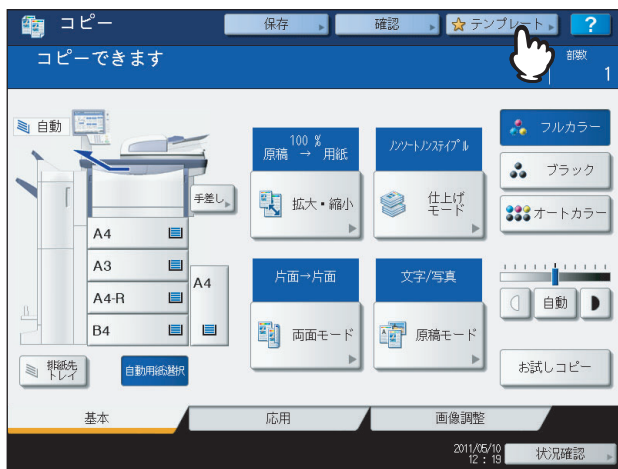 コピー
保存
確認
テンプレート
?
コピーできます
部数
1
自動
手差し
A4
A3
A4-R
B4
A4
排紙先
トレイ
自動用紙選択
100 %
原稿 → 用紙
拡大・縮小
ノンソートノンステイプル
仕上げ
モード
片面→片面
両面モード
文字/写真
原稿モード
フルカラー
ブラック
オートカラー
自動
お試しコピー
基本
応用
画像調整
2011/05/10
12 : 19
状況確認